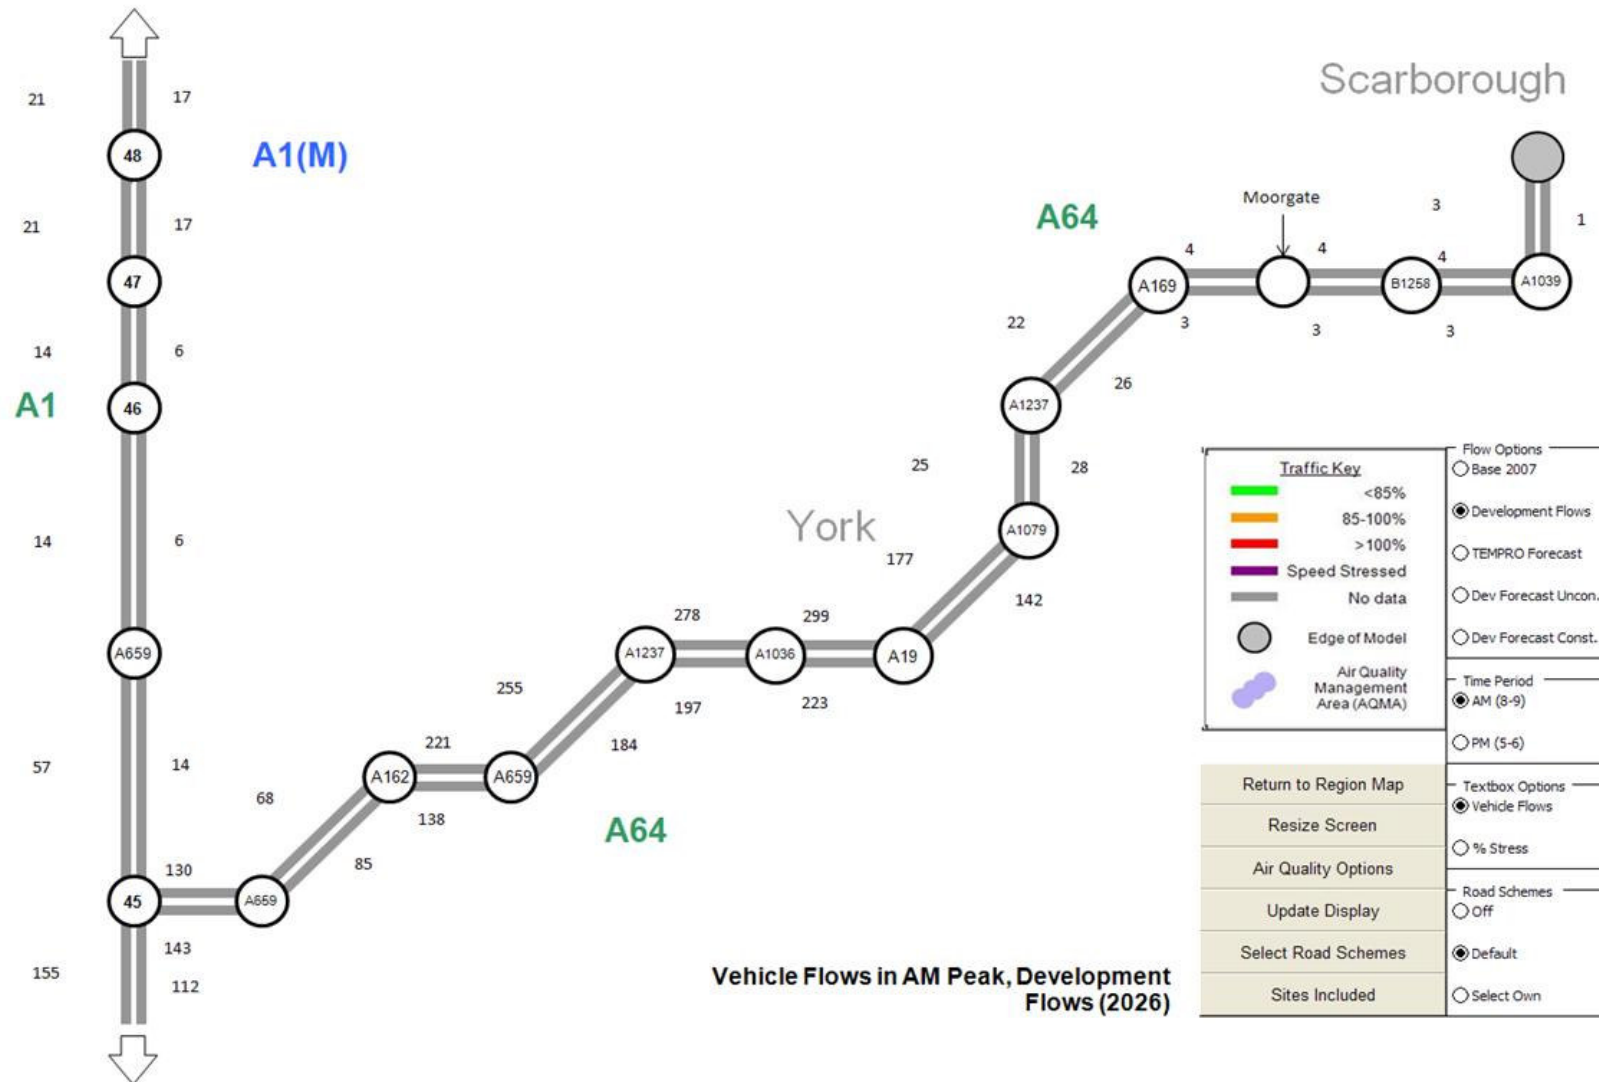 Scarborough
21
17
48
A1(M)
Moorgate
A64
3
1
21
17
4
4
4
47
A169
B1258
A1039
3
3
3
14
6
22
26
A1
46
A1237
25
28
Flow Options
Base 2007
Traffic Key
<85%
85-100%
>100%
Speed Stressed
No data
Edge of Model
Air Quality
Management
Area (AQMA)
Development Flows
TEMPRO Forecast
Dev Forecast Uncon.
Dev Forecast Const.
14
6
York
A1079
177
142
278
299
A659
A1237
A1036
A19
255
197
223
184
Time Period
AM (8-9)
PM (5-6)
57
14
221
68
A162
A659
138
A64
85
130
45
A659
143
155
112
Return to Region Map
Resize Screen
Air Quality Options
Update Display
Select Road Schemes
Sites Included
Textbox Options
Vehicle Flows
% Stress
Road Schemes
Off
Default
Select Own
Vehicle Flows in AM Peak, Development
Flows (2026)